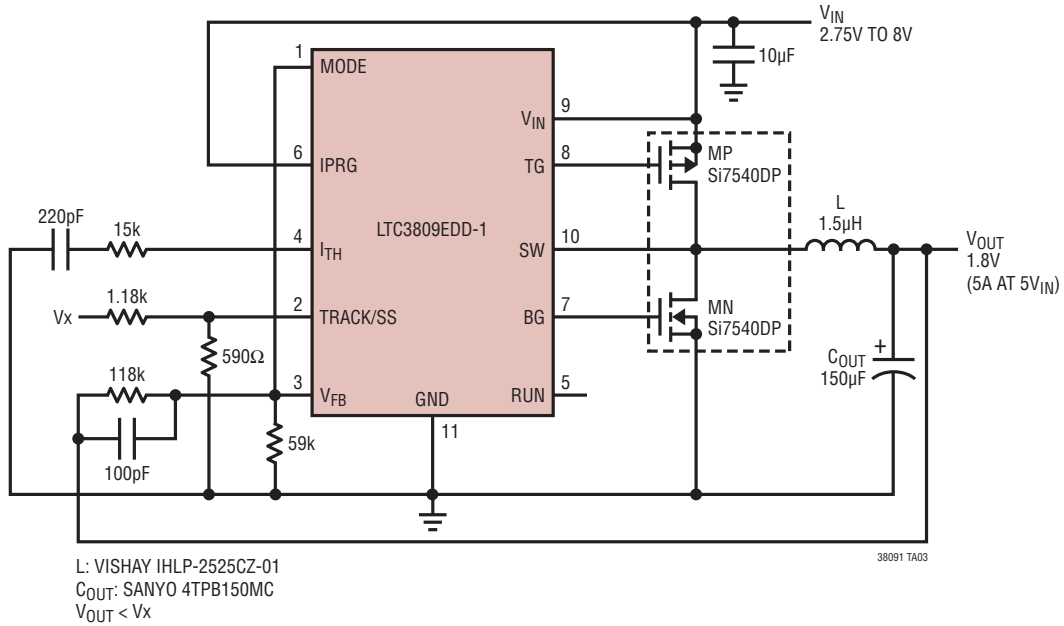 VIN
2.75V TO 8V
10µF
1
MODE
VIN
9
6
IPRG
TG
8
MP
Si7540DP
LTC3809EDD-1
220pF
15k
4
ITH
SW
10
L
1.5µH
VOUT
1.8V
(5A AT 5VIN)
Vx
1.18k
2
TRACK/SS
BG
7
MN
Si7540DP
590Ω
+
COUT
150µF
118k
3
VFB
GND
RUN
5
11
59k
100pF
38091 TA03
L: VISHAY IHLP-2525CZ-01
COUT: SANYO 4TPB150MC
VOUT < Vx